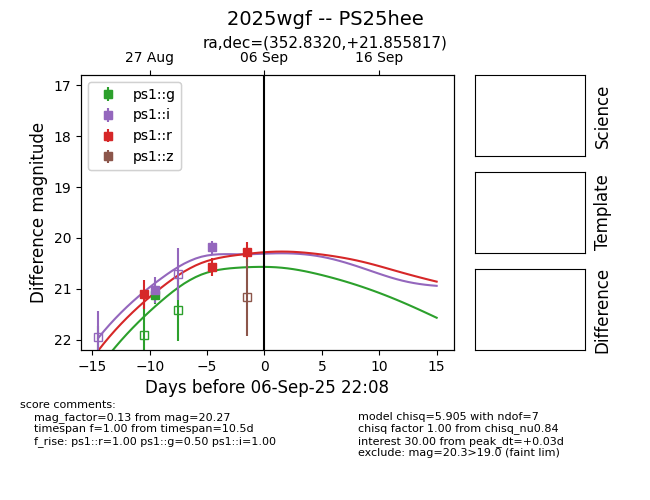 2025wgf -- PS25hee
ra,dec=(352.8320,+21.855817)
27 Aug
06 Sep
16 Sep
ps1::g
ps1::i
ps1::r
ps1::z
17
18
19
20
21
22
Difference magnitude
−15
−10
−5
0
5
10
15
Days before 06-Sep-25 22:08
Science
Template
Difference
score comments:
mag_factor=0.13 from mag=20.27
timespan f=1.00 from timespan=10.5d
f_rise: ps1::r=1.00 ps1::g=0.50 ps1::i=1.00
model chisq=5.905 with ndof=7
chisq factor 1.00 from chisq_nu0.84
interest 30.00 from peak_dt=+0.03d
exclude: mag=20.3>19.0 (faint lim)